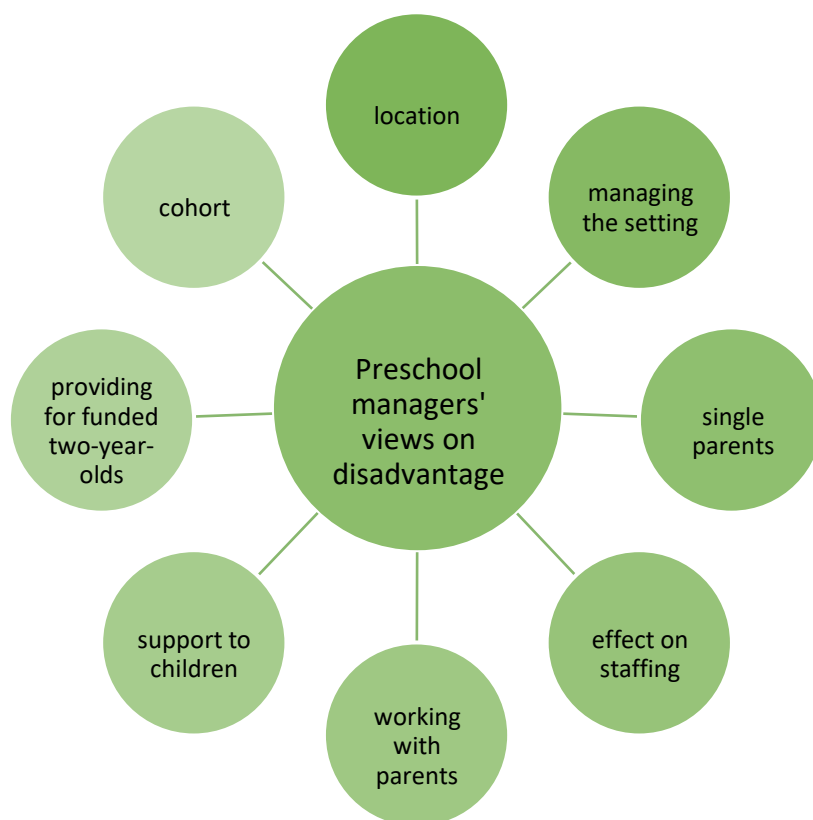 location
managing
the setting
single
parents
effect on
staffing
working
with
parents
support to
children
providing
for funded
two-year-
olds
cohort
Preschool
managers'
views on
disadvantage